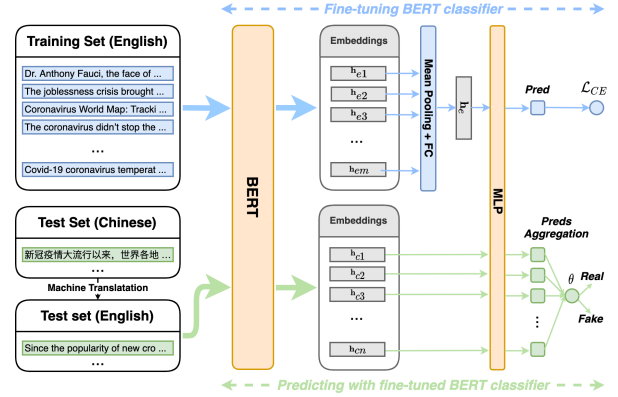 Fine-tuning BERT classifier
Training Set (English)
Dr. Anthony Fauci, the face of ...
The joblessness crisis brought ...
Coronavirus World Map: Tracki ...
The coronavirus didn't stop the ...
...
Covid-19 coronavirus temperat ...
Test Set (Chinese)
新冠疫情大流行以来，世界各地 ...
...
Machine Translatation
Test set (English)
Since the popularity of new cro ...
...
BERT
Embeddings
h_e1
h_e2
h_e3
...
h_em
Mean Pooling + FC
h_e
MLP
Pred
L_CE
Embeddings
h_c1
h_c2
h_c3
...
h_cn
Preds
Aggregation
θ
Real
Fake
...
Predicting with fine-tuned BERT classifier